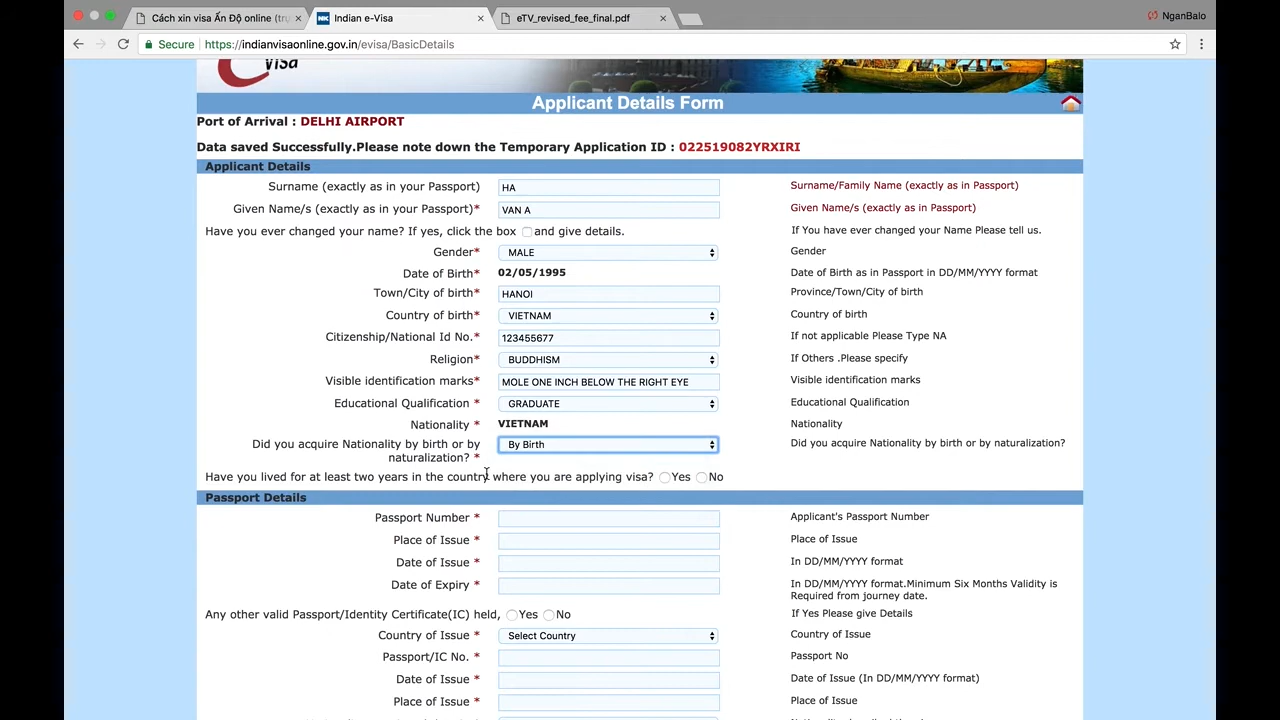 Cách xin visa Ấn Độ online (trự
Indian e-Visa
eTV_revised_fee_final.pdf
NganBalo
Secure
https://indianvisaonline.gov.in/evisa/BasicDetails
visa
Applicant Details Form
Port of Arrival : DELHI AIRPORT
Data saved Successfully.Please note down the Temporary Application ID : 022519082YRXIRI
Applicant Details
Surname (exactly as in your Passport) HA Surname/Family Name (exactly as in Passport)
Given Name/s (exactly as in your Passport)* VAN A Given Name/s (exactly as in Passport)
Have you ever changed your name? If yes, click the box and give details. If You have ever changed your Name Please tell us.
Gender* MALE Gender
Date of Birth* 02/05/1995 Date of Birth as in Passport in DD/MM/YYYY format
Town/City of birth* HANOI Province/Town/City of birth
Country of birth* VIETNAM Country of birth
Citizenship/National Id No.* 123455677 If not applicable Please Type NA
Religion* BUDDHISM If Others .Please specify
Visible identification marks* MOLE ONE INCH BELOW THE RIGHT EYE Visible identification marks
Educational Qualification * GRADUATE Educational Qualification
Nationality * VIETNAM Nationality
Did you acquire Nationality by birth or by By Birth Did you acquire Nationality by birth or by naturalization?
naturalization? *
Have you lived for at least two years in the country where you are applying visa? Yes No
Passport Details
Passport Number * Applicant's Passport Number
Place of Issue * Place of Issue
Date of Issue * In DD/MM/YYYY format
Date of Expiry * In DD/MM/YYYY format.Minimum Six Months Validity is
Required from journey date.
Any other valid Passport/Identity Certificate(IC) held, Yes No If Yes Please give Details
Country of Issue * Select Country Country of Issue
Passport/IC No. * Passport No
Date of Issue * Date of Issue (In DD/MM/YYYY format)
Place of Issue * Place of Issue